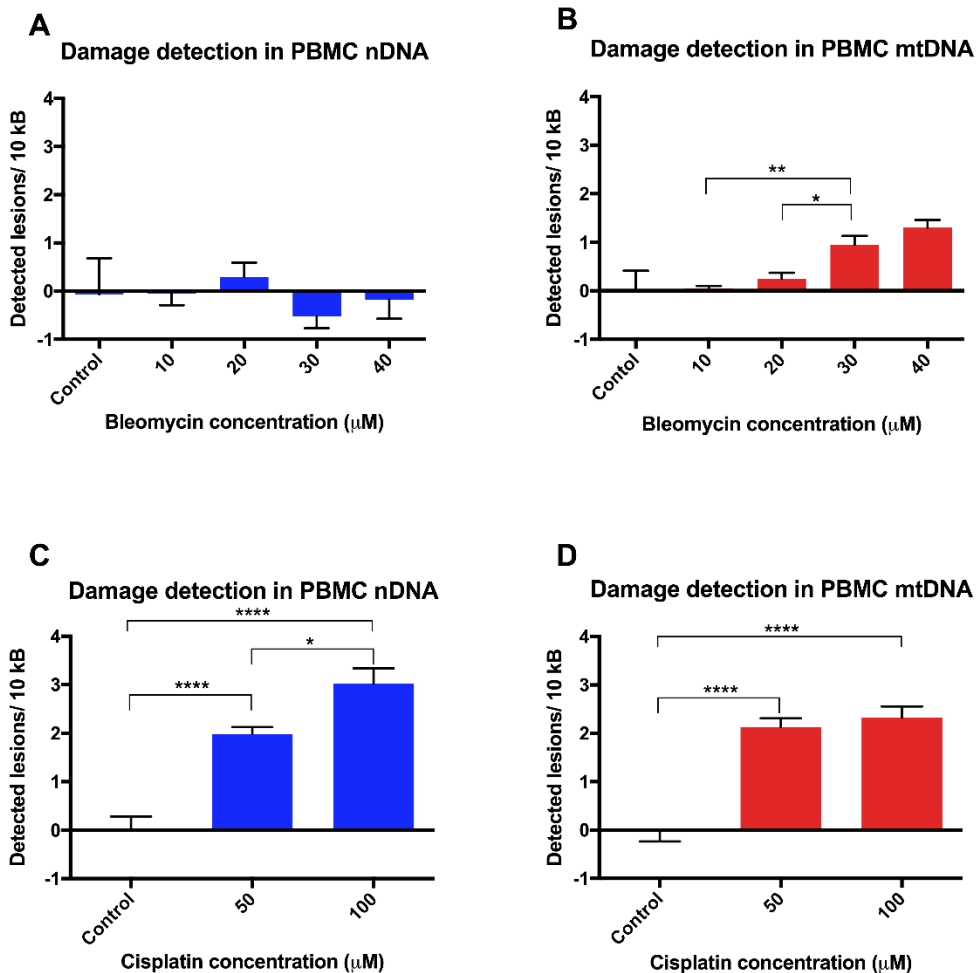 A
Damage detection in PBMC nDNA
Detected lesions/ 10 kB
4
3
2
1
0
-1
Control
10
20
30
40
Bleomycin concentration (μM)
B
Damage detection in PBMC mtDNA
Detected lesions/ 10 kB
4
3
2
1
0
-1
**
*
Contol
10
20
30
40
Bleomycin concentration (μM)
C
Damage detection in PBMC nDNA
Detected lesions/ 10 kB
4
3
2
1
0
-1
****
*
****
Control
50
100
Cisplatin concentration (μM)
D
Damage detection in PBMC mtDNA
Detected lesions/ 10 kB
4
3
2
1
0
-1
****
****
Control
50
100
Cisplatin concentration (μM)